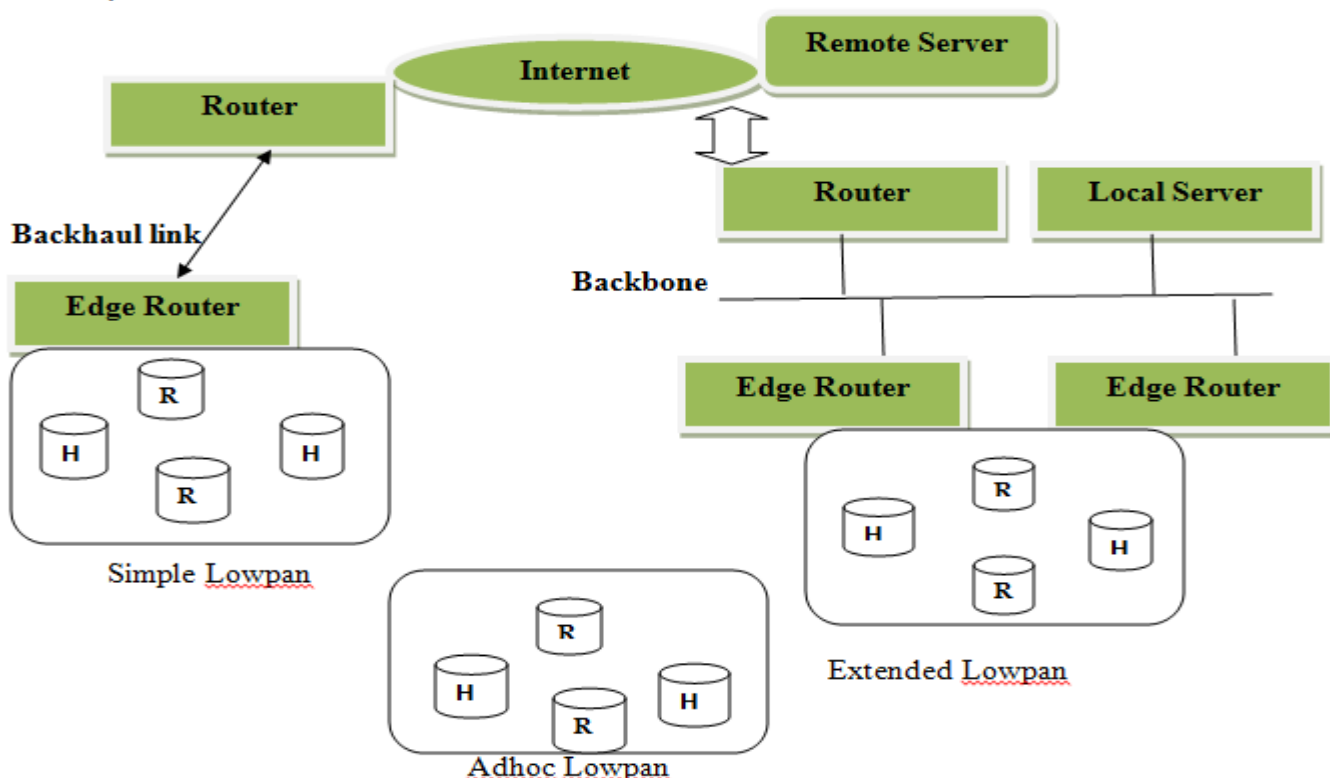 Remote Server
Internet
Router
Router
Local Server
Backhaul link
Backbone
Edge Router
Edge Router
Edge Router
R
H
H
R
R
H
H
R
Simple Lowpan
R
H
H
R
Extended Lowpan
Adhoc Lowpan